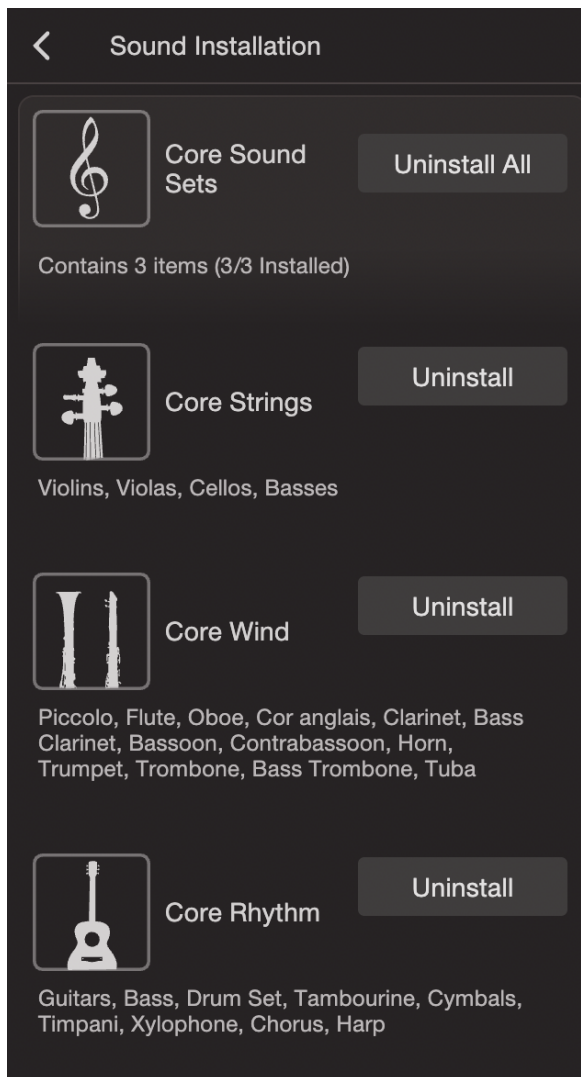 Sound Installation
Core Sound
Sets
Uninstall All
Contains 3 items (3/3 Installed)
Core Strings
Uninstall
Violins, Violas, Cellos, Basses
Core Wind
Uninstall
Piccolo, Flute, Oboe, Cor anglais, Clarinet, Bass
Clarinet, Bassoon, Contrabassoon, Horn,
Trumpet, Trombone, Bass Trombone, Tuba
Core Rhythm
Uninstall
Guitars, Bass, Drum Set, Tambourine, Cymbals,
Timpani, Xylophone, Chorus, Harp